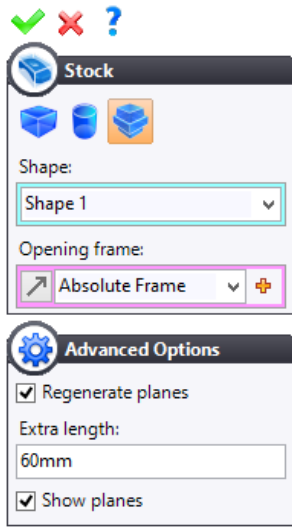 ?
Stock
Shape:
Shape 1
Opening frame:
Absolute Frame
Advanced Options
Regenerate planes
Extra length:
60mm
Show planes